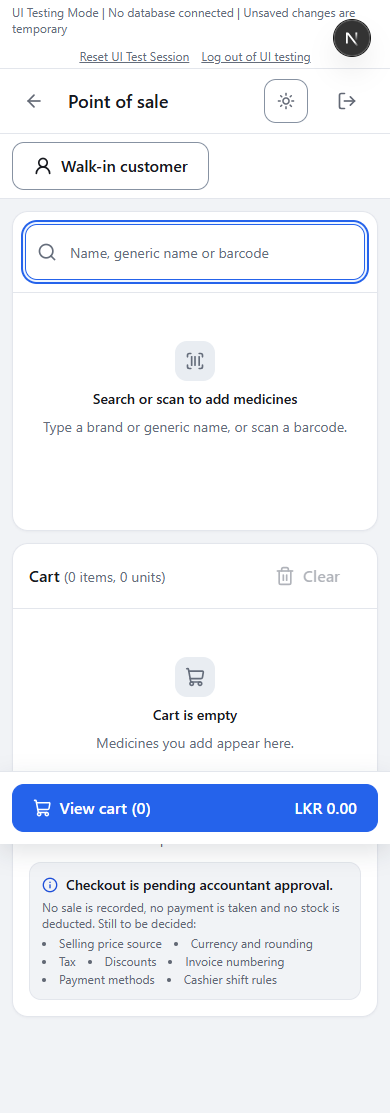 UI Testing Mode | No database connected | Unsaved changes are
temporary
N
Reset UI Test Session Log out of UI testing
Point of sale
Walk-in customer
Name, generic name or barcode
Search or scan to add medicines
Type a brand or generic name, or scan a barcode.
Cart (0 items, 0 units) Clear
Cart is empty
Medicines you add appear here.
View cart (0) LKR 0.00
Checkout is pending accountant approval.
No sale is recorded, no payment is taken and no stock is
deducted. Still to be decided:
• Selling price source • Currency and rounding
• Tax • Discounts • Invoice numbering
• Payment methods • Cashier shift rules